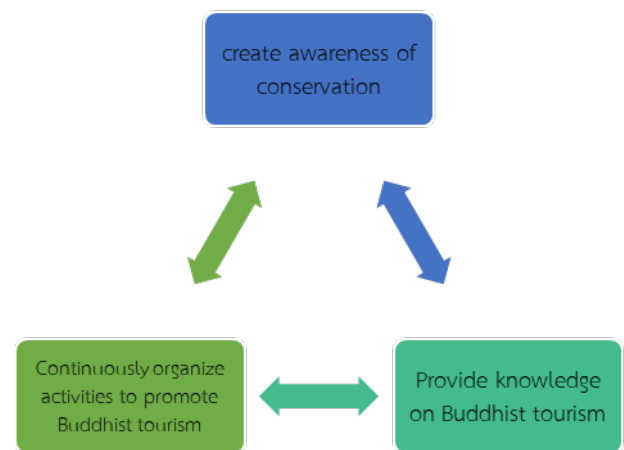 create awareness of
conservation
Continuously organize
activities to promote
Buddhist tourism
Provide knowledge
on Buddhist tourism